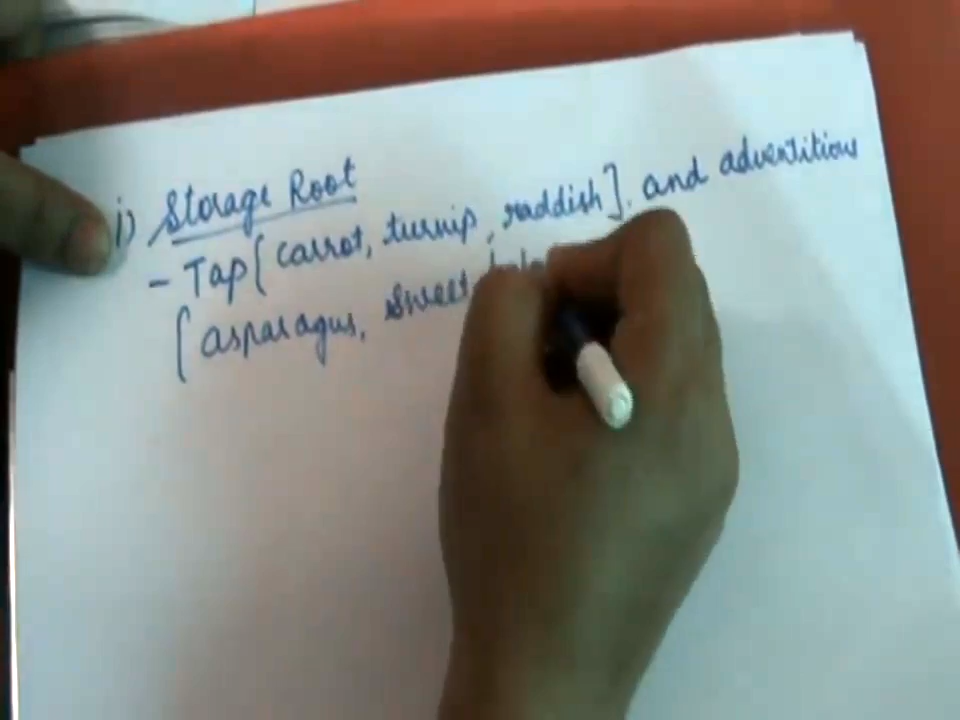 i) Storage Root
- Tap [carrot, turnip, raddish], and adventitious
[asparagus, sweet